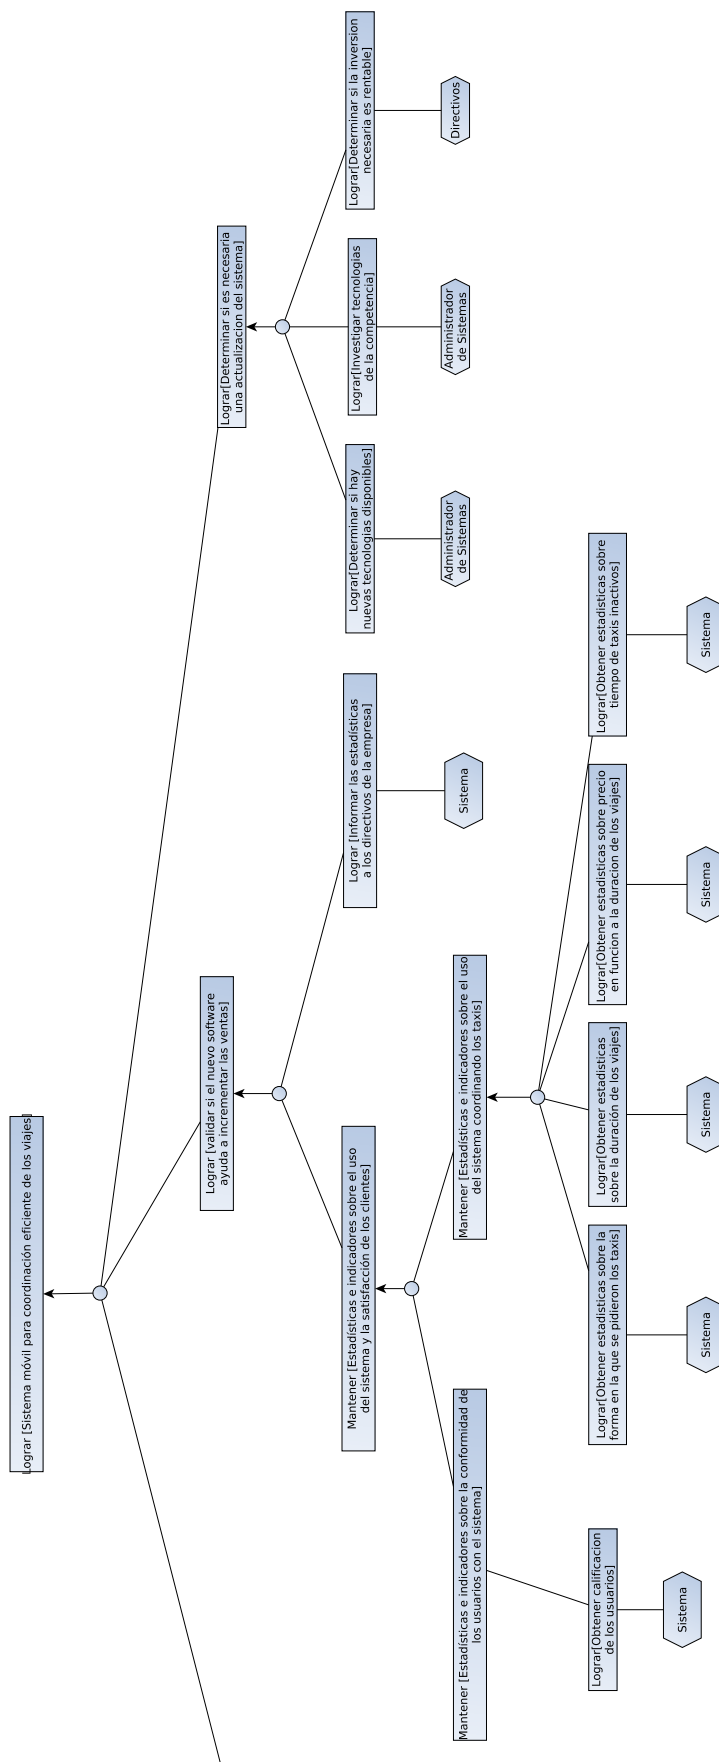 Lograr [Sistema móvil para coordinación eficiente de los viajes]
Lograr [validar si el nuevo software
ayuda a incrementar las ventas]
Lograr[Determinar si es necesaria
una actualizacion del sistema]
Mantener [Estadísticas e indicadores sobre el uso
del sistema y la satisfacción de los clientes]
Lograr [Informar las estadísticas
a los directivos de la empresa]
Lograr[Determinar si hay
nuevas tecnologias disponibles]
Lograr[Investigar tecnologias
de la competencia]
Lograr[Determinar si la inversion
necesaria es rentable]
Mantener [Estadísticas e indicadores sobre la conformidad de
los usuarios con el sistema]
Mantener [Estadísticas e indicadores sobre el uso
del sistema coordinando los taxis]
Sistema
Administrador
de Sistemas
Administrador
de Sistemas
Directivos
Lograr[Obtener calificacion
de los usuarios]
Lograr[Obtener estadisticas sobre la
forma en la que se pidieron los taxis]
Lograr[Obtener estadisticas
sobre la duración de los viajes]
Lograr[Obtener estadisticas sobre precio
en funcion a la duracion de los viajes]
Lograr[Obtener estadisticas sobre
tiempo de taxis inactivos]
Sistema
Sistema
Sistema
Sistema
Sistema